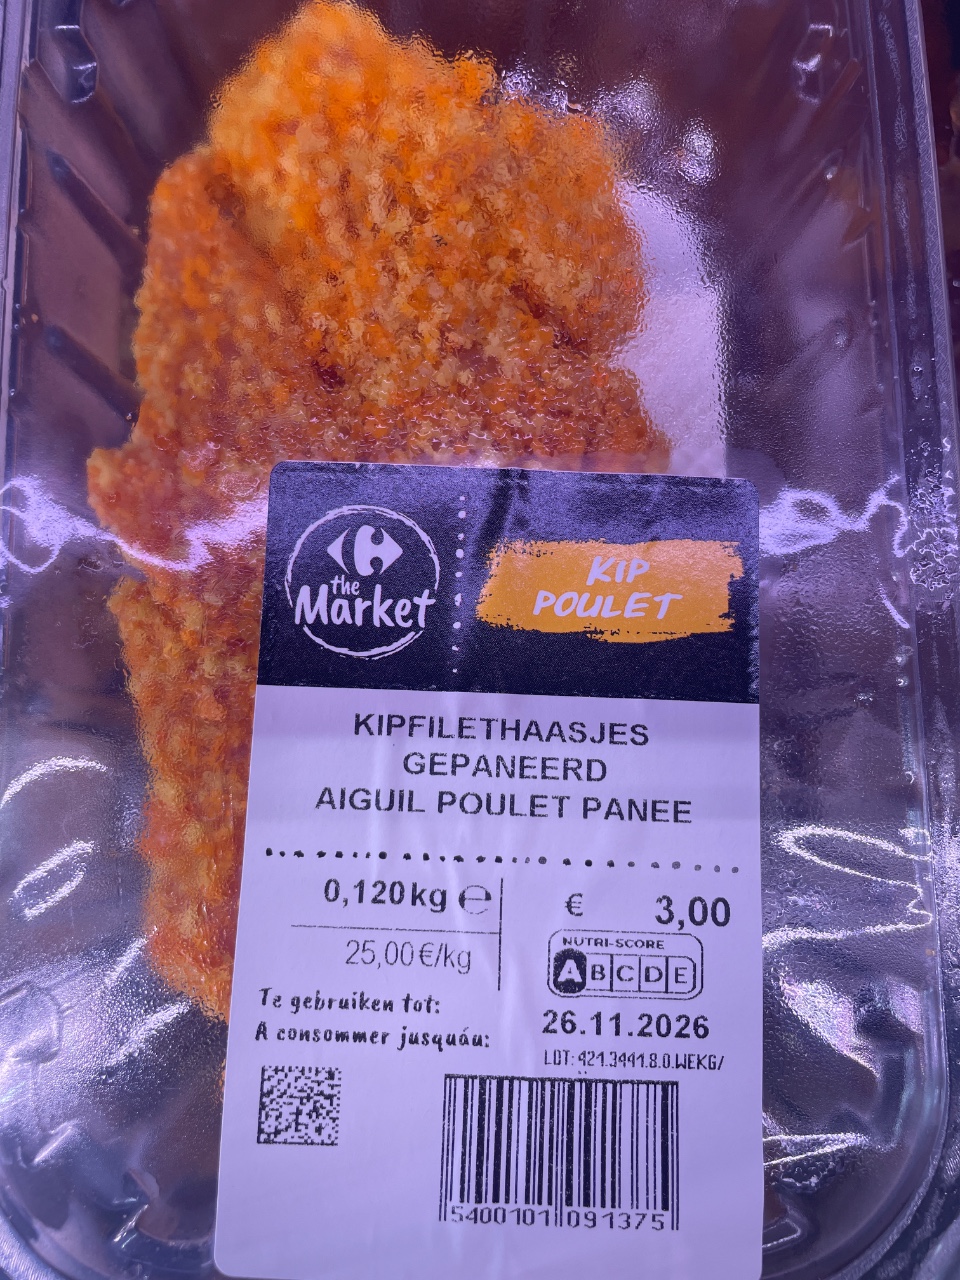 the
Market
KIP
POULET
KIPFILETHAASJES
GEPANEERD
AIGUIL POULET PANEE
0,120kg ℮
€ 3,00
25,00€/kg
NUTRI-SCORE
A B C D E
Te gebruiken tot:
A consommer jusquáu:
26.11.2026
LOT: 421.3441.8.0.WEKG/
5400101 091375